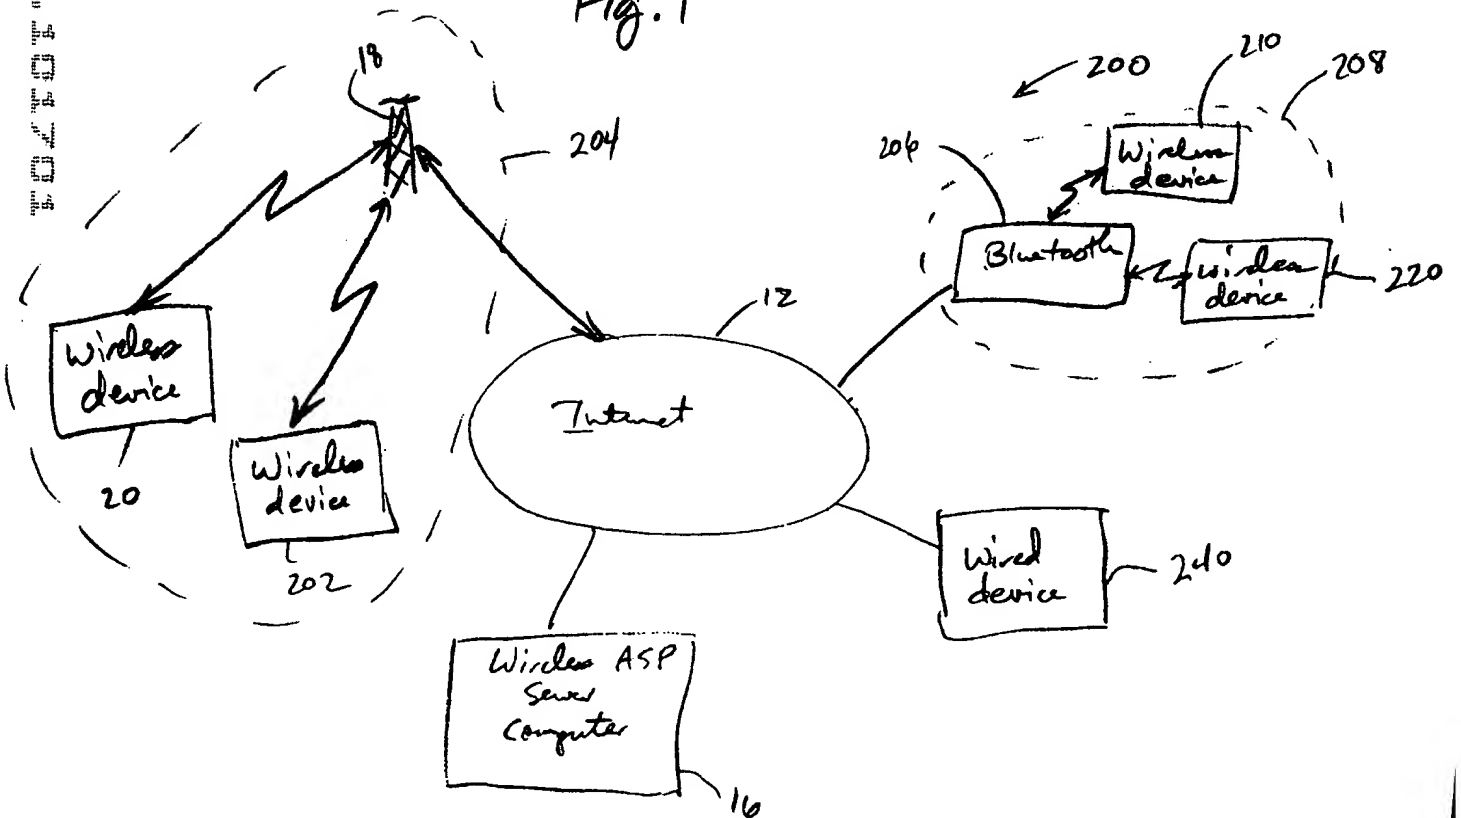 Fig. 1
.101701
18
204
200
210
208
206
Wireless
device
Bluetooth
Wireless
device
220
12
Wireless
device
20
Internet
Wireless
device
202
Wired
device
240
Wireless ASP
Server
Computer
16